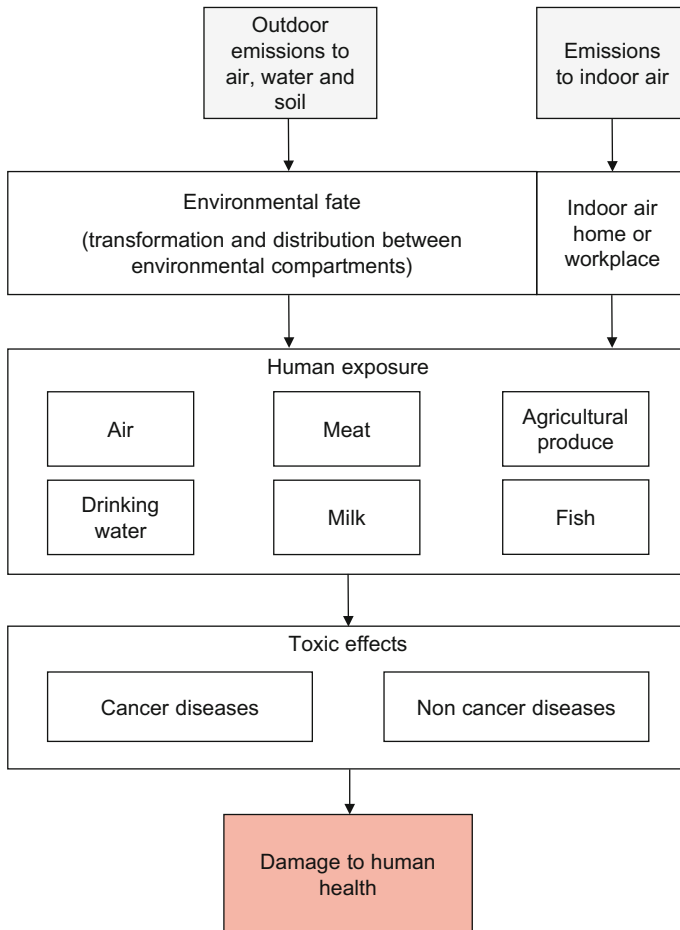 Outdoor
emissions to
air, water and
soil
Emissions
to indoor air
Environmental fate
(transformation and distribution between
environmental compartments)
Indoor air
home or
workplace
Human exposure
Air
Meat
Agricultural
produce
Drinking
water
Milk
Fish
Toxic effects
Cancer diseases
Non cancer diseases
Damage to human
health